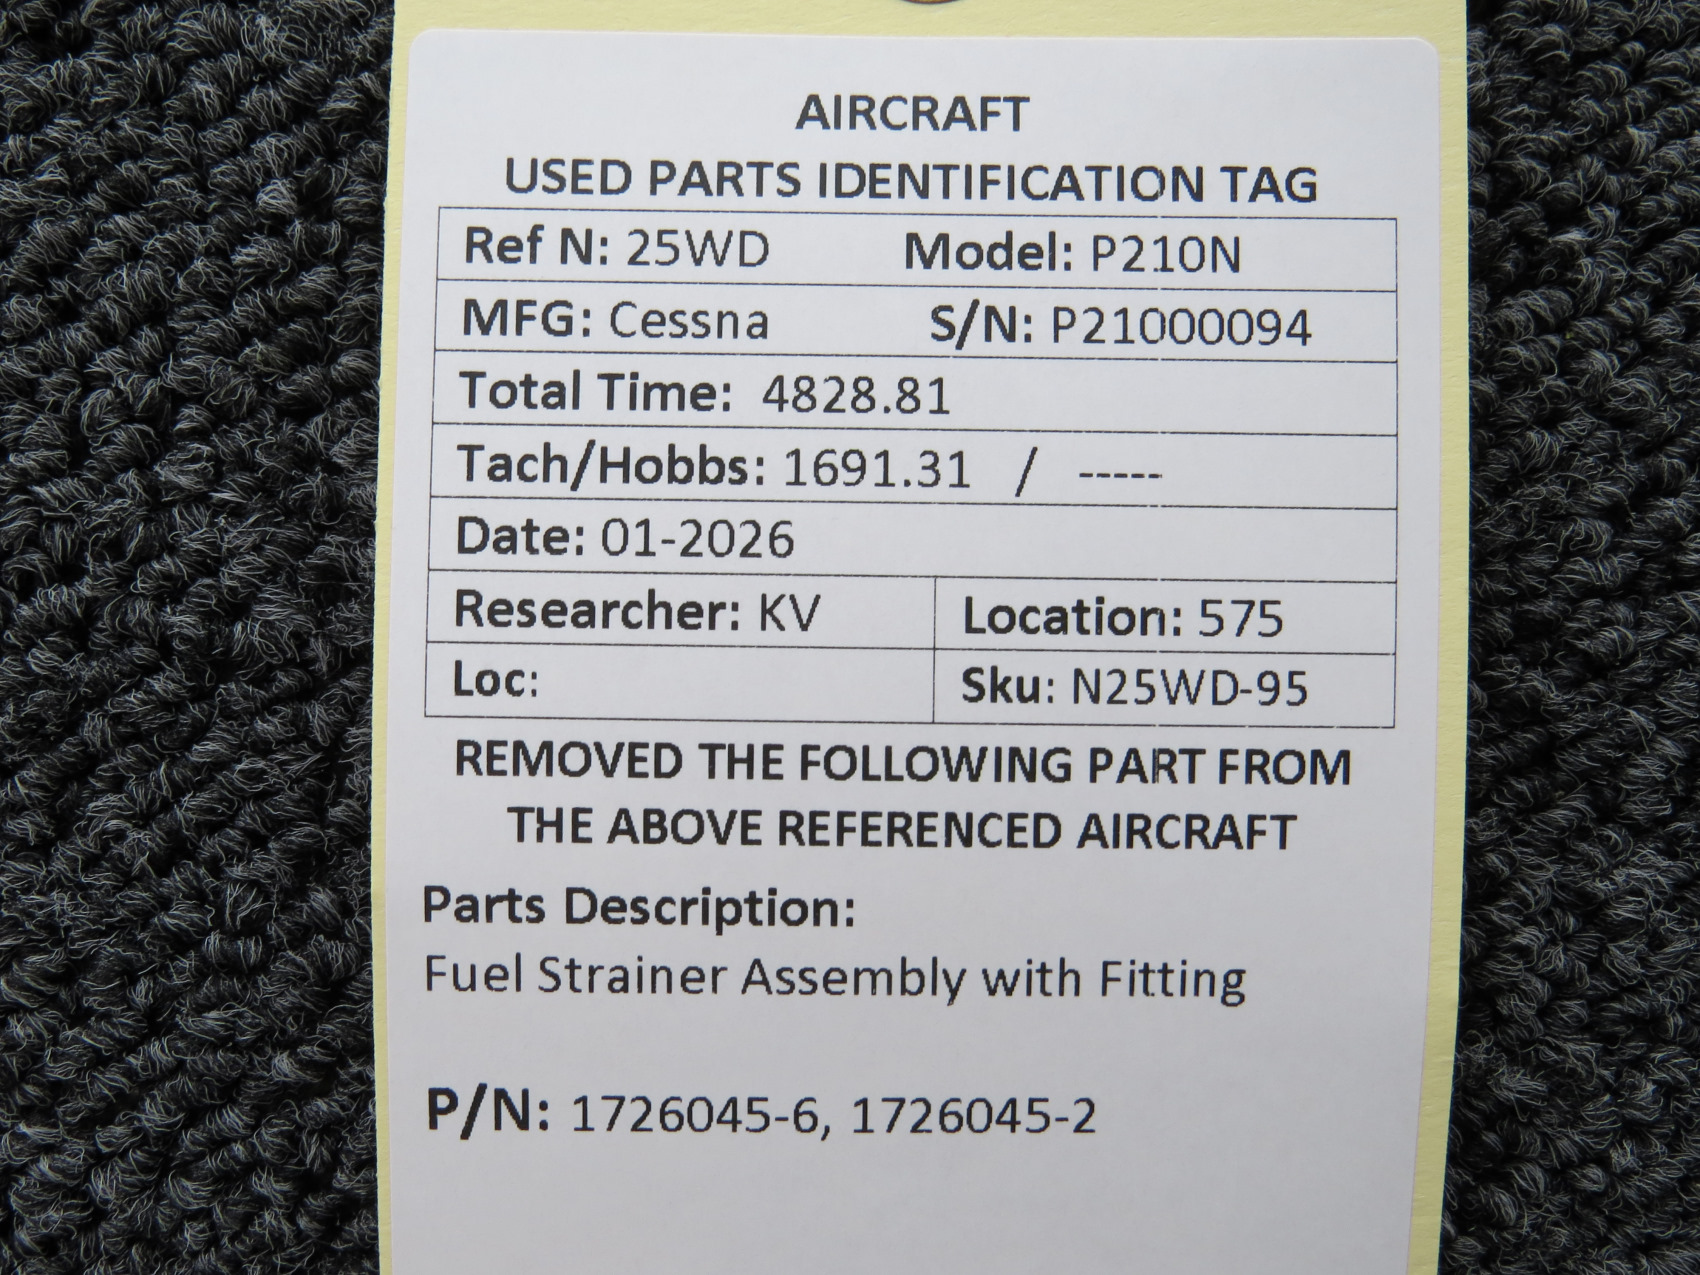 AIRCRAFT
USED PARTS IDENTIFICATION TAG
Ref N: 25WD Model: P210N
MFG: Cessna S/N: P21000094
Total Time: 4828.81
Tach/Hobbs: 1691.31 / -----
Date: 01-2026
Researcher: KV Location: 575
Loc: Sku: N25WD-95
REMOVED THE FOLLOWING PART FROM
THE ABOVE REFERENCED AIRCRAFT
Parts Description:
Fuel Strainer Assembly with Fitting
P/N: 1726045-6, 1726045-2